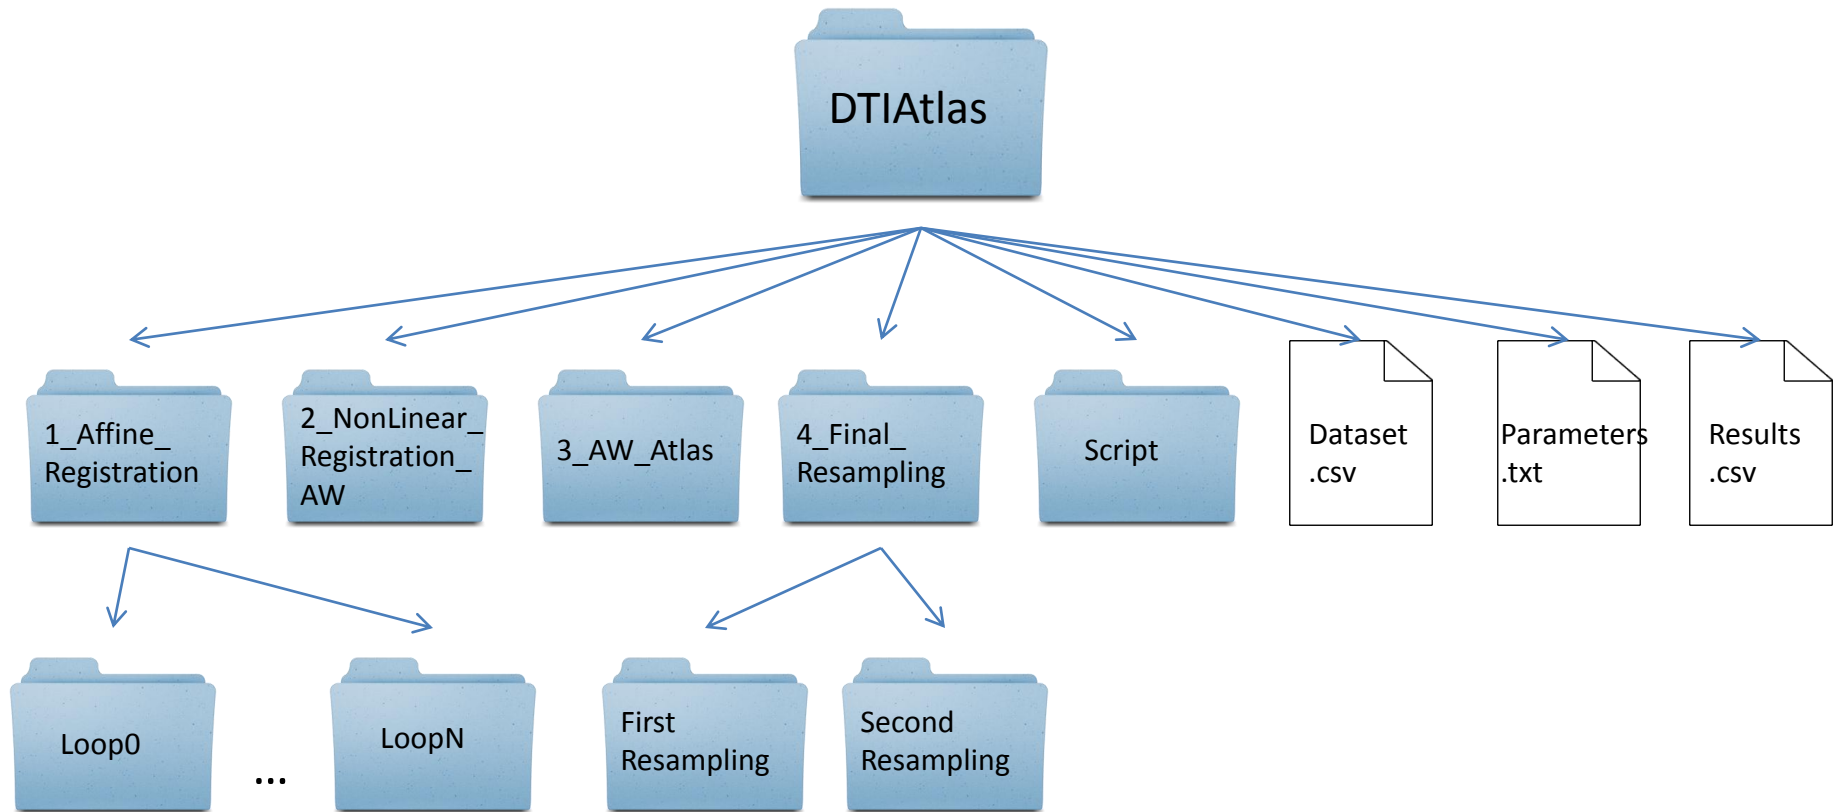 DTIAtlas
1_Affine_
Registration
2_NonLinear_
Registration_
AW
3_AW_Atlas
4_Final_
Resampling
Script
Dataset
.csv
Parameters
.txt
Results
.csv
Loop0
...
LoopN
First
Resampling
Second
Resampling